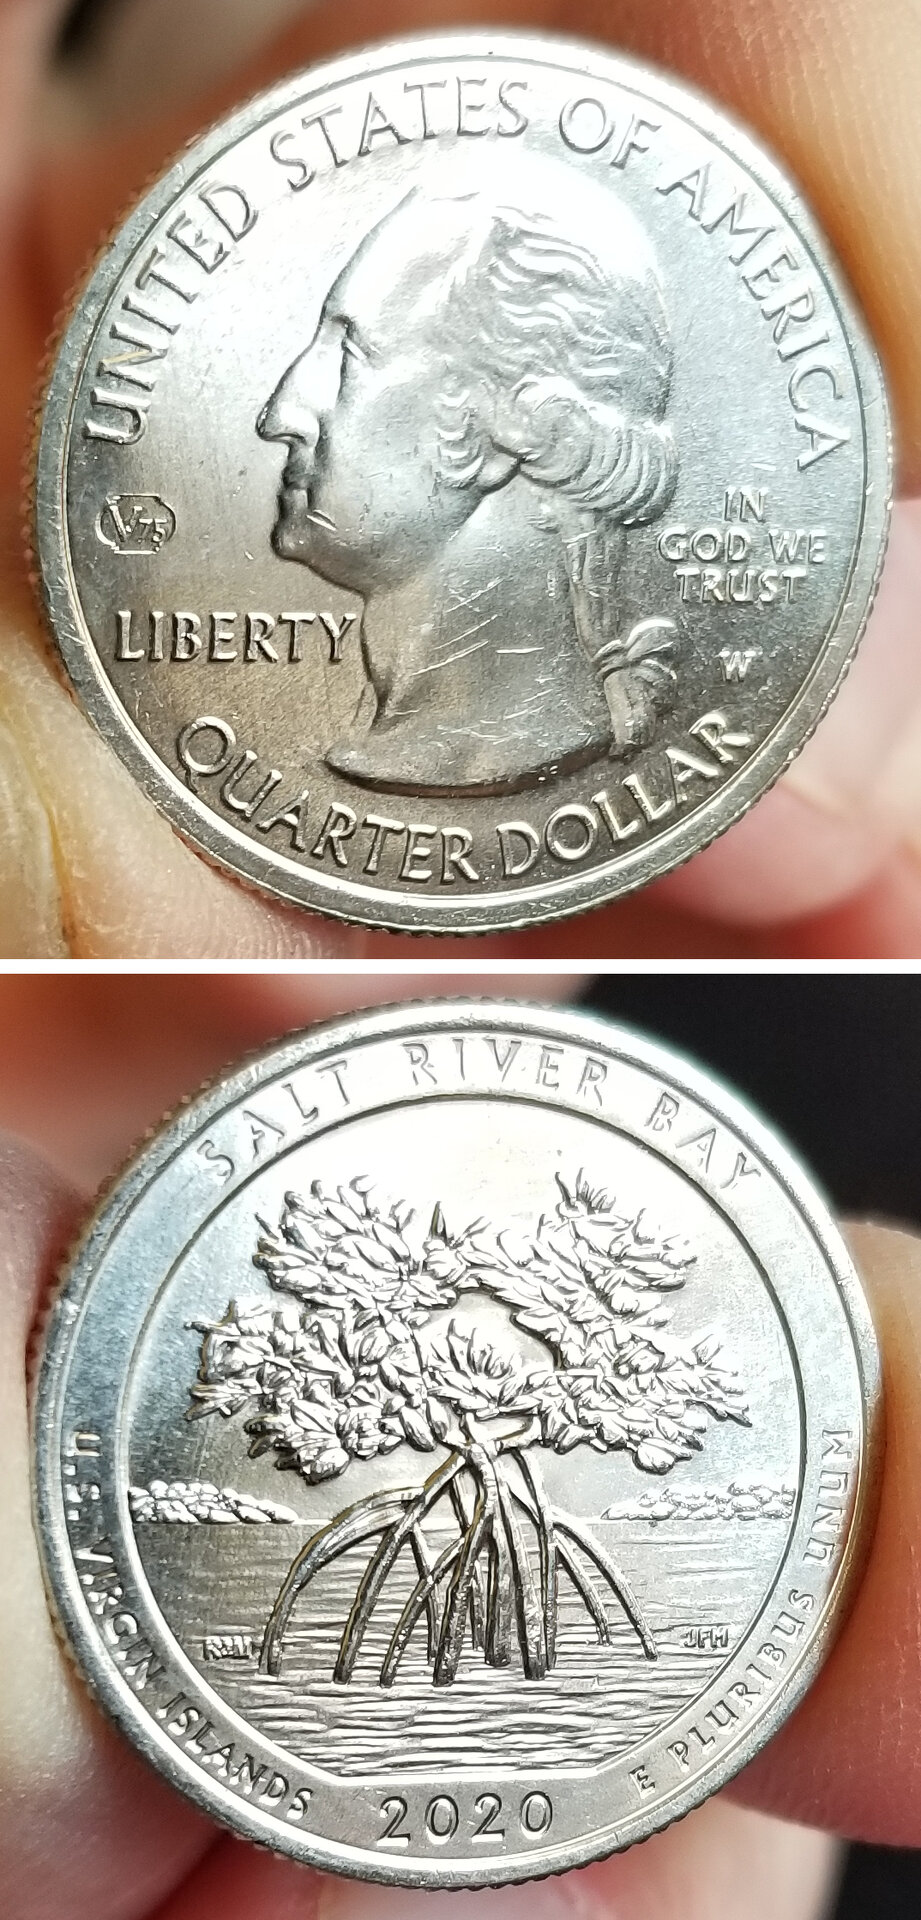 UNITED STATES OF AMERICA
V75
LIBERTY
IN
GOD WE
TRUST
W
QUARTER DOLLAR
SALT RIVER BAY
U.S. VIRGIN ISLANDS
JFM
2020
E PLURIBUS UNUM